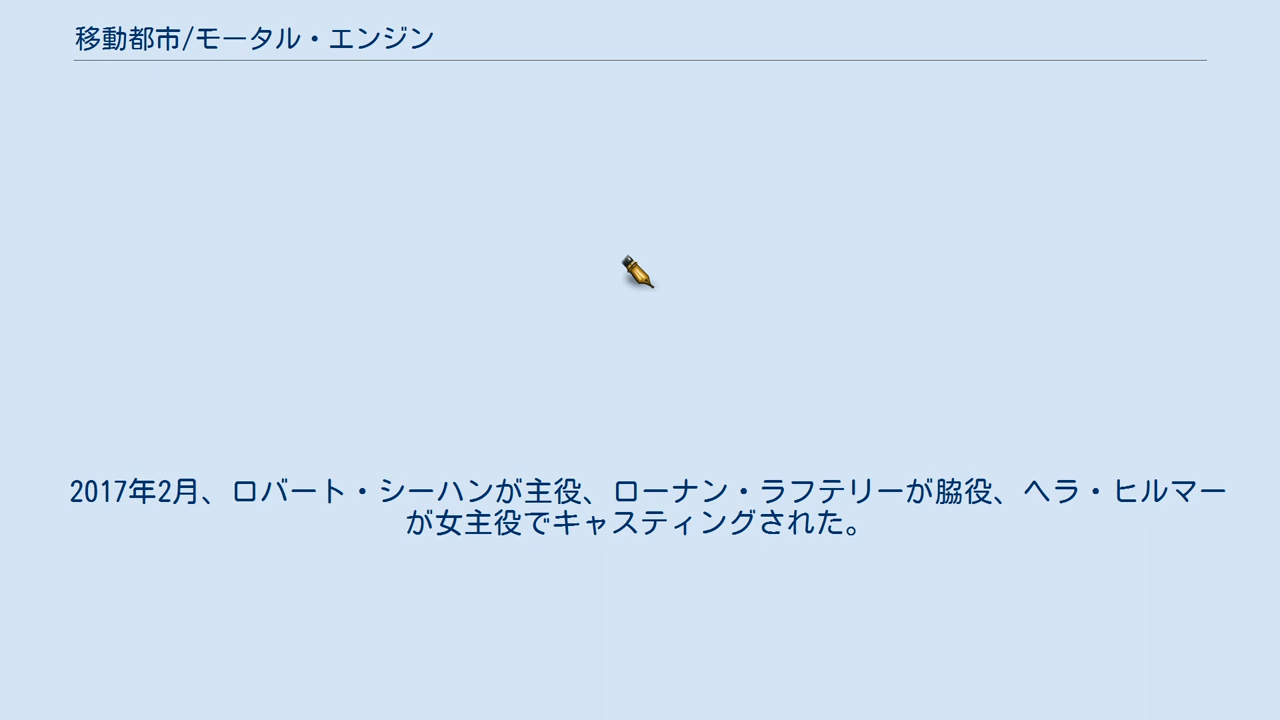 移動都市/モータル・エンジン
2017年2月、ロバート・シーハンが主役、ローナン・ラフテリーが脇役、ヘラ・ヒルマー
が女主役でキャスティングされた。